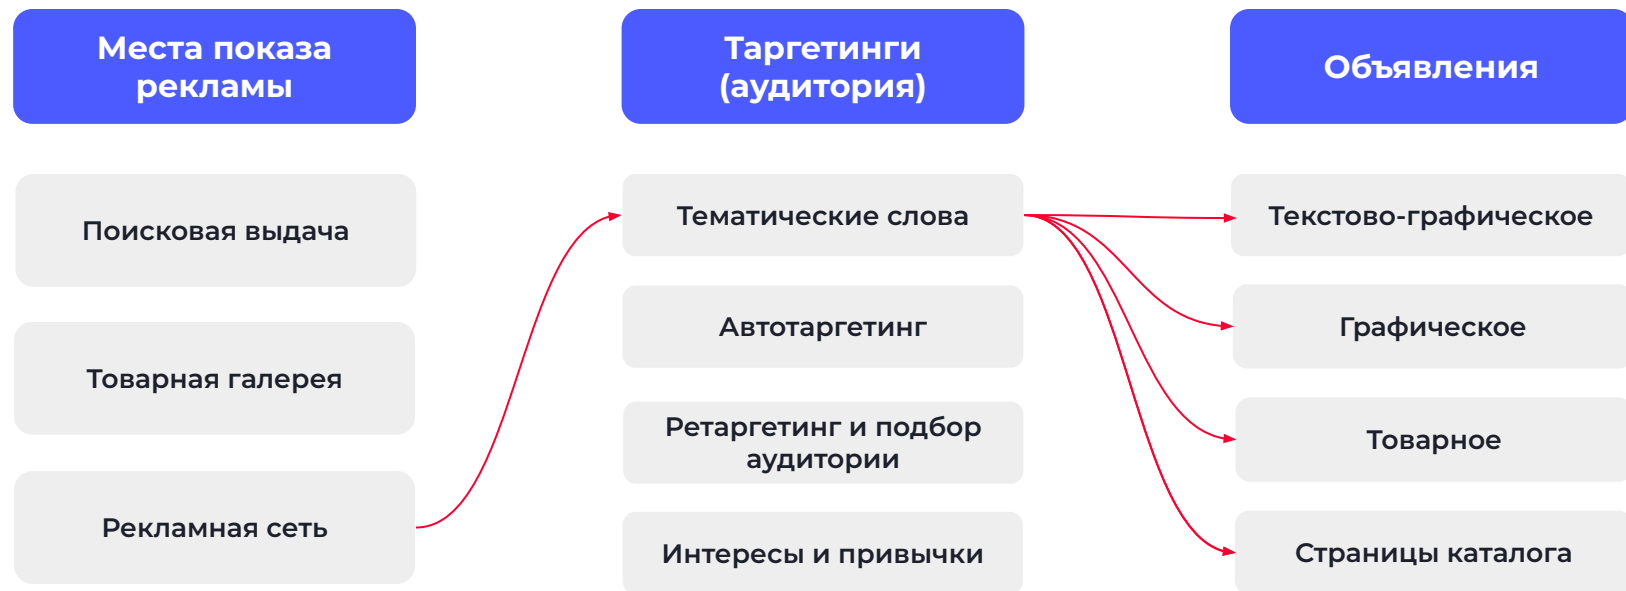 Места показа
рекламы
Таргетинги
(аудитория)
Объявления
Поисковая выдача
Товарная галерея
Рекламная сеть
Тематические слова
Автотаргетинг
Ретаргетинг и подбор
аудитории
Интересы и привычки
Текстово-графическое
Графическое
Товарное
Страницы каталога